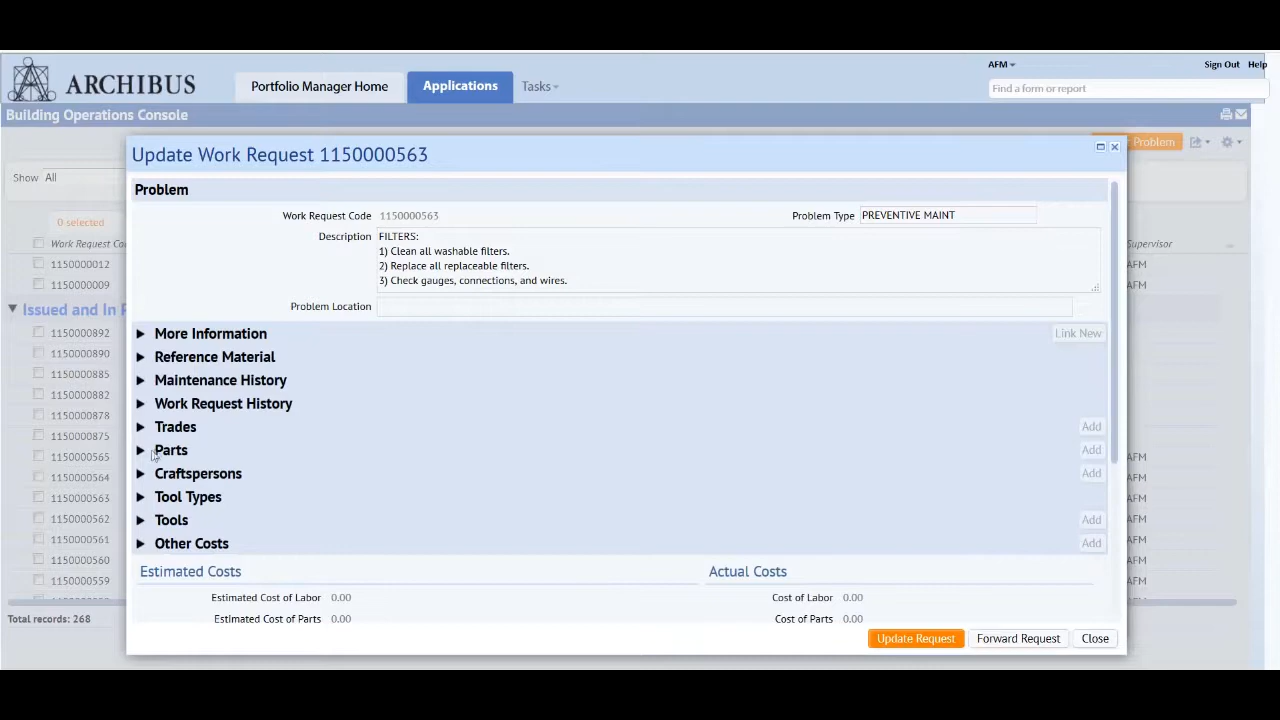 AFM
Sign Out Help
ARCHIBUS
Portfolio Manager Home
Applications
Tasks
Find a form or report
Building Operations Console
Problem
Update Work Request 1150000563
Show All
Problem
0 selected
Work Request Code 1150000563
Problem Type PREVENTIVE MAINT
Description FILTERS:
1) Clean all washable filters.
2) Replace all replaceable filters.
3) Check gauges, connections, and wires.
Problem Location
Work Request Co
Supervisor
1150000012
AFM
1150000009
AFM
Issued and In
1150000892
1150000890
1150000885
1150000882
1150000878
1150000875
1150000565
AFM
1150000564
AFM
1150000563
AFM
1150000562
AFM
1150000561
AFM
1150000560
AFM
1150000559
AFM
Total records: 268
More Information
Link New
Reference Material
Maintenance History
Work Request History
Trades
Add
Parts
Add
Craftspersons
Add
Tool Types
Tools
Add
Other Costs
Add
Estimated Costs
Actual Costs
Estimated Cost of Labor 0.00
Cost of Labor 0.00
Estimated Cost of Parts 0.00
Cost of Parts 0.00
Update Request
Forward Request
Close